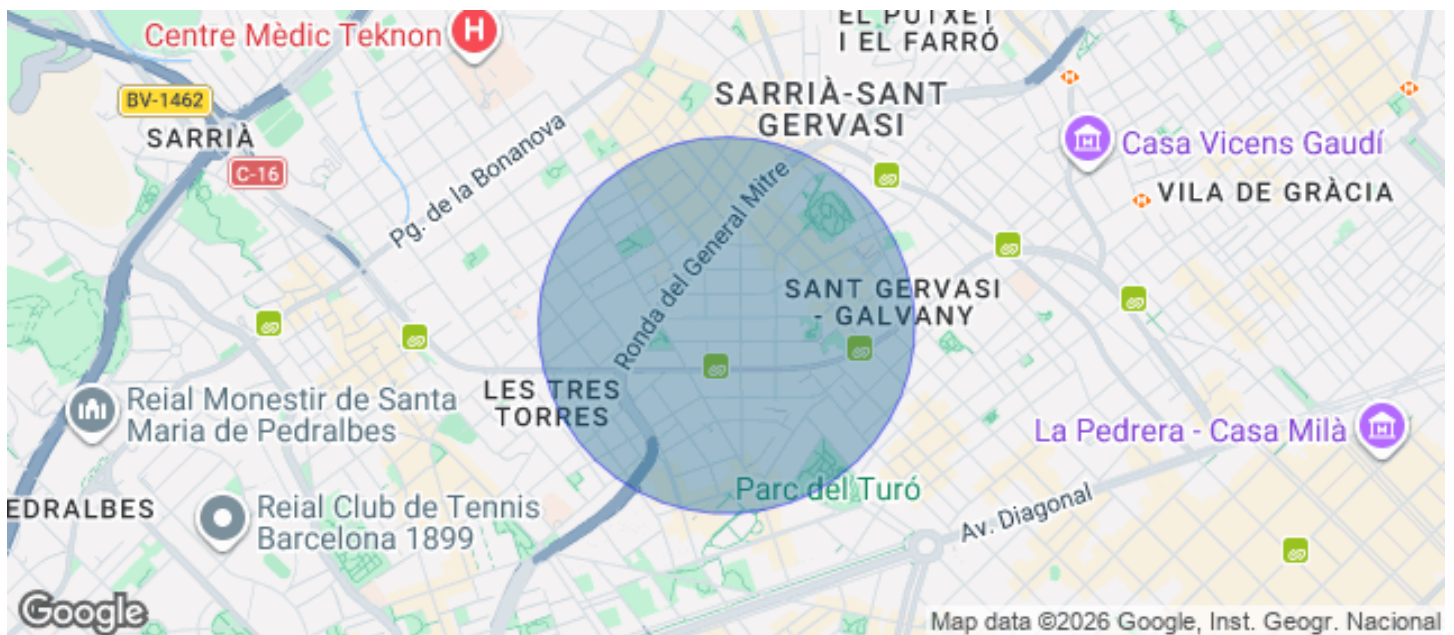 EL PUTXET
I EL FARRÓ
Centre Mèdic Teknon
H
BV-1462
SARRIÀ-SANT
GERVASI
SARRIÀ
Casa Vicens Gaudí
C-16
Pg. de la Bonanova
Ronda del General Mitre
VILA DE GRÀCIA
SANT GERVASI
- GALVANY
LES TRES
TORRES
Reial Monestir de Santa
Maria de Pedralbes
La Pedrera - Casa Milà
Parc del Turó
EDRALBES
Reial Club de Tennis
Barcelona 1899
Av. Diagonal
Google
Map data ©2026 Google, Inst. Geogr. Nacional